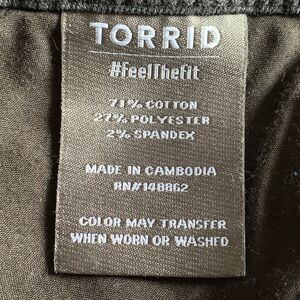 TORRID
#FeelTheFit
71% COTTON
27% POLYESTER
2% SPANDEX
MADE IN CAMBODIA
RN# 148862
COLOR MAY TRANSFER
WHEN WORN OR WASHED